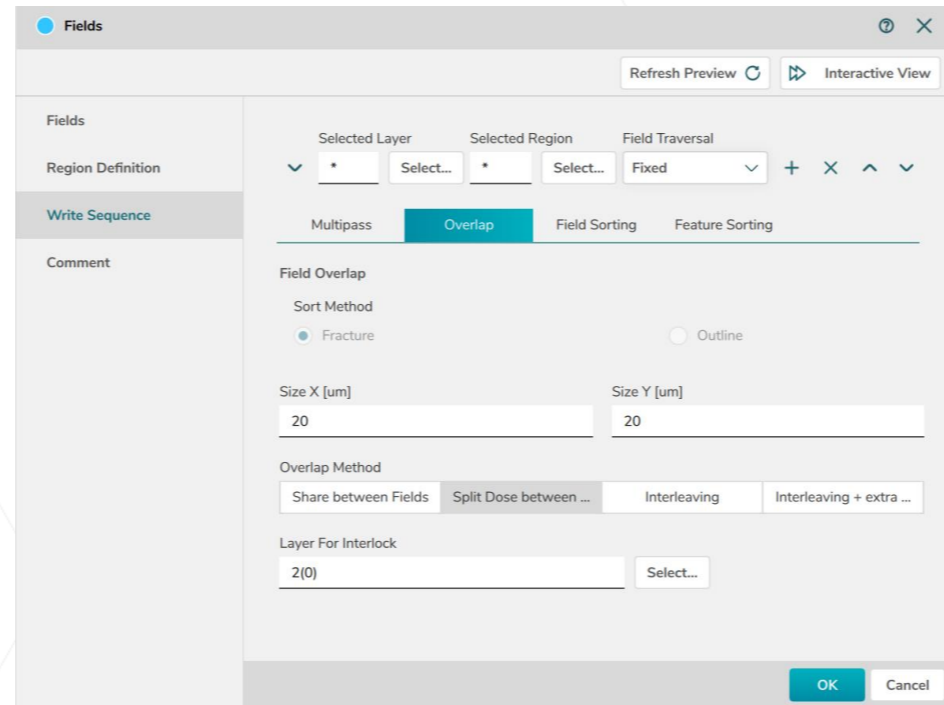 Fields
Refresh Preview
Interactive View
Fields
Region Definition
Write Sequence
Comment
Selected Layer Selected Region Field Traversal
* Select... * Select... Fixed
Multipass Overlap Field Sorting Feature Sorting
Field Overlap
Sort Method
Fracture Outline
Size X [um] Size Y [um]
20 20
Overlap Method
Share between Fields Split Dose between ... Interleaving Interleaving + extra ...
Layer For Interlock
2(0) Select...
OK Cancel